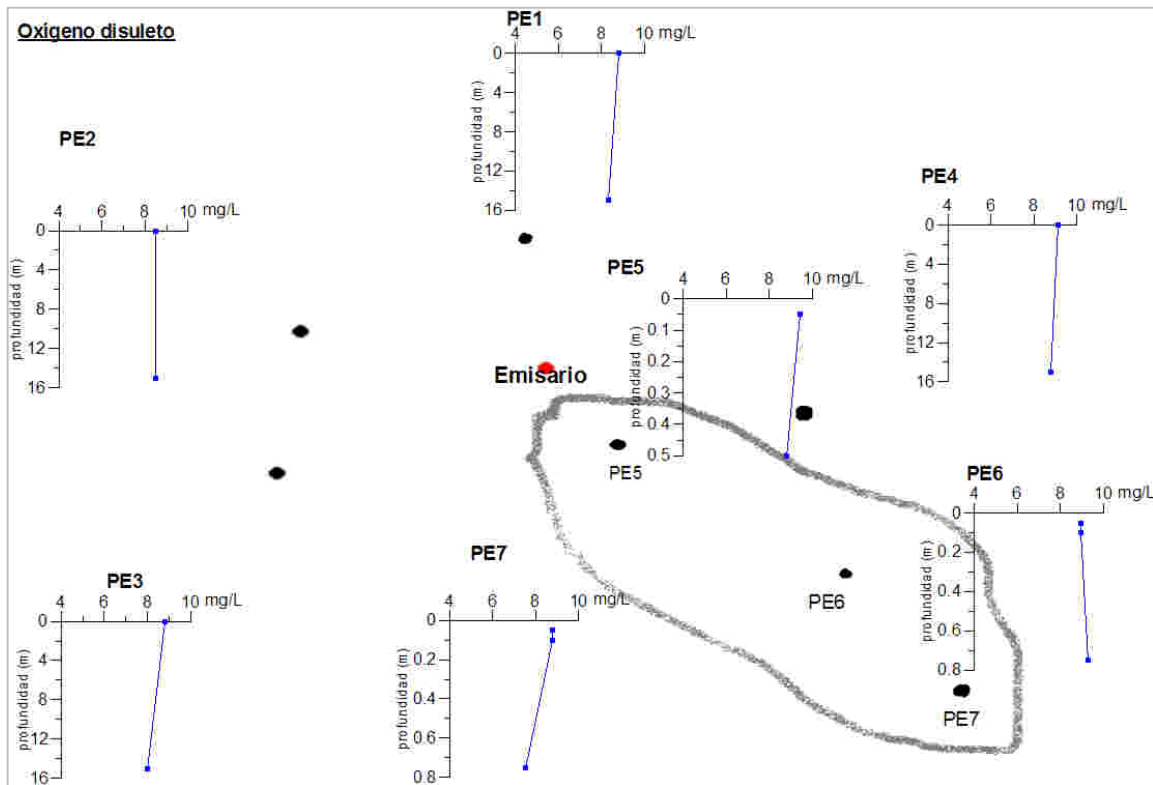 Oxígeno disuleto
PE1
4 6 8 10 mg/L
0
4
8
12
16
profundidad (m)
PE2
4 6 8 10 mg/L
0
4
8
12
16
profundidad (m)
PE4
4 6 8 10 mg/L
0
4
8
12
16
profundidad (m)
PE5
4 6 8 10 mg/L
0
0.1
0.2
0.3
0.4
0.5
profundidad (m)
Emisario
PE5
PE6
4 6 8 10 mg/L
0
0.2
0.4
0.6
0.8
profundidad (m)
PE7
4 6 8 10 mg/L
0
0.2
0.4
0.6
0.8
profundidad (m)
PE3
4 6 8 10 mg/L
0
4
8
12
16
profundidad (m)
PE6
PE7